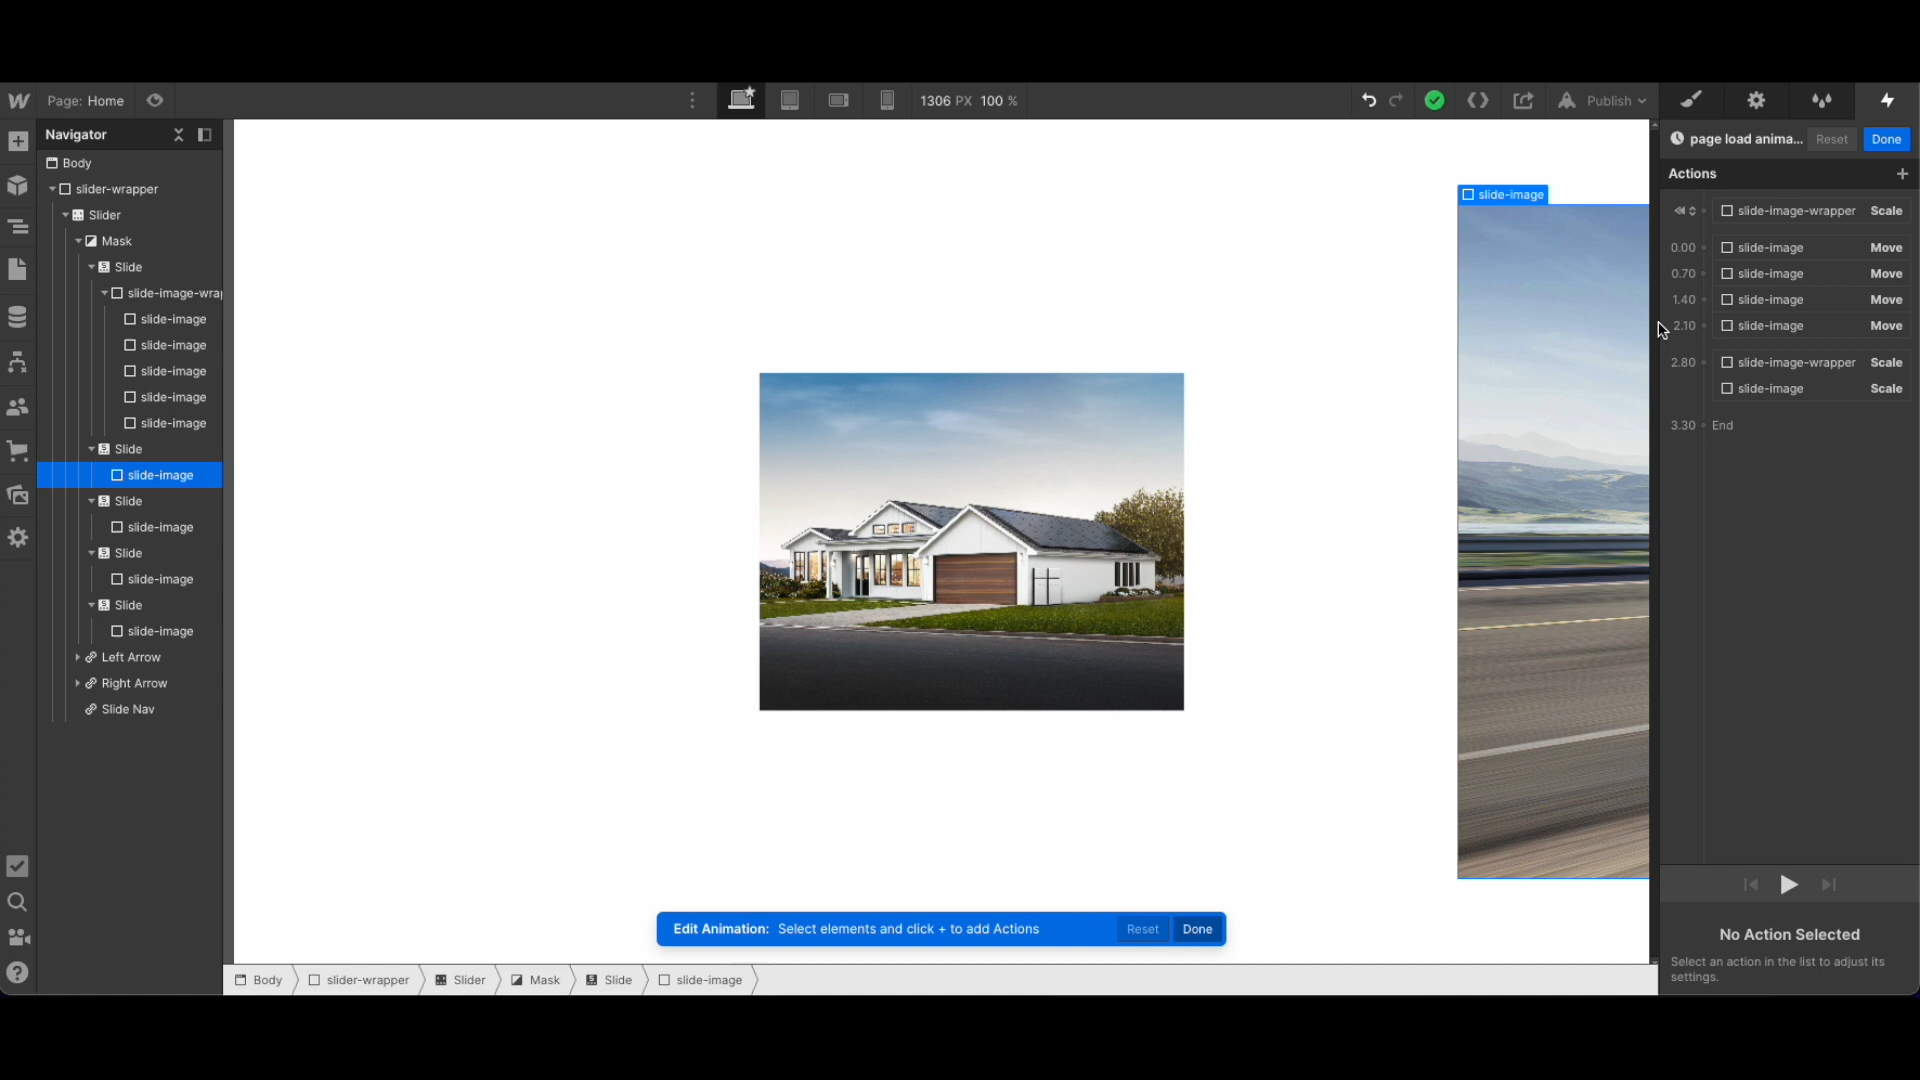 Page: Home
1306 PX 100 %
Publish
Navigator
Body
slider-wrapper
Slider
Mask
Slide
slide-image-wrap
slide-image
slide-image
slide-image
slide-image
slide-image
Slide
slide-image
Slide
slide-image
Slide
slide-image
Slide
slide-image
Left Arrow
Right Arrow
Slide Nav
slide-image
Edit Animation: Select elements and click + to add Actions
Reset
Done
Body
slider-wrapper
Slider
Mask
Slide
slide-image
page load anima...
Reset
Done
Actions
slide-image-wrapper Scale
0.00 slide-image Move
0.70 slide-image Move
1.40 slide-image Move
2.10 slide-image Move
2.80 slide-image-wrapper Scale
slide-image Scale
3.30 End
No Action Selected
Select an action in the list to adjust its
settings.